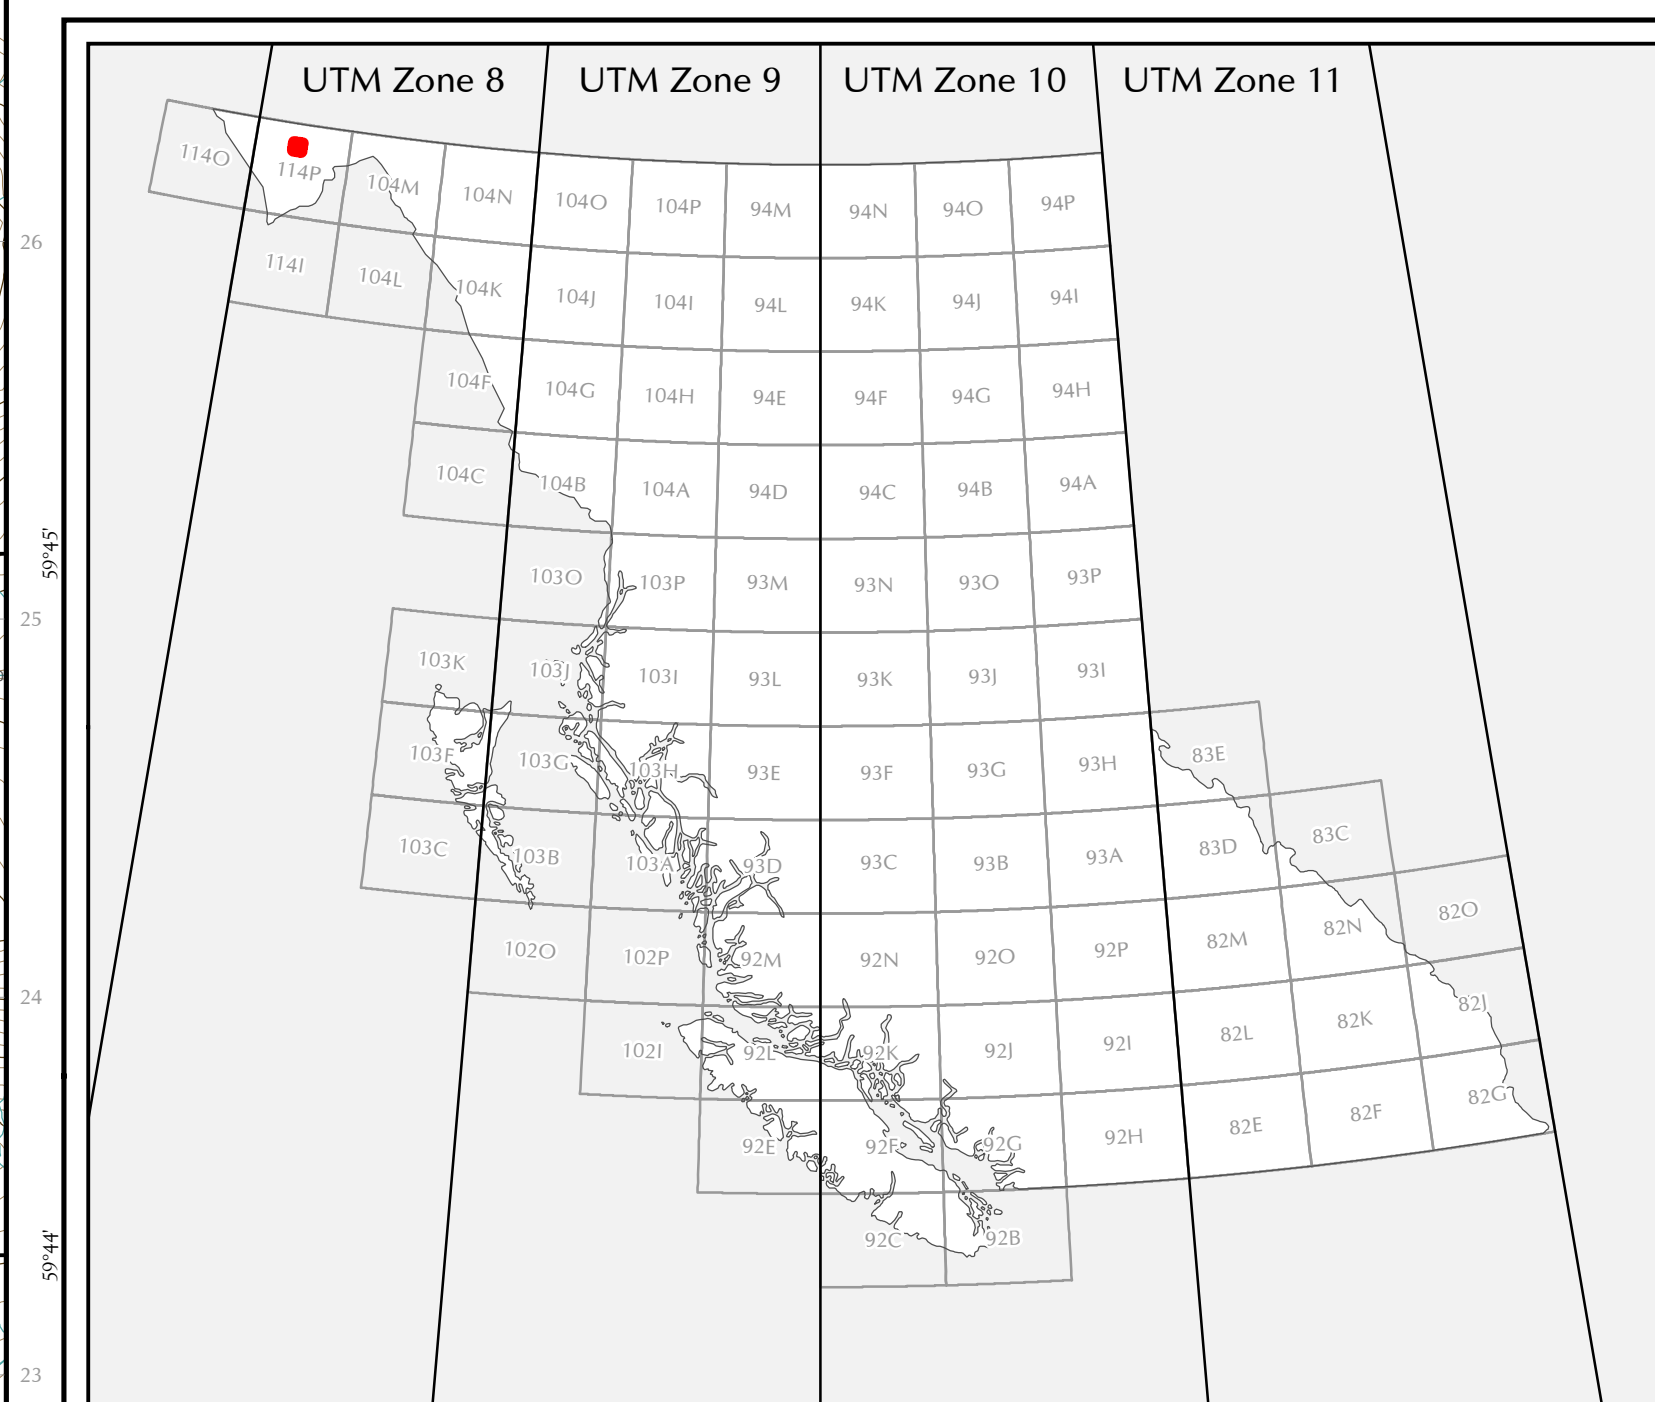 UTM Zone 8 UTM Zone 9 UTM Zone 10 UTM Zone 11
114O 114P 104M 104N 104O 104P 94M 94N 94O 94P
26
114I 104L 104K 104J 104I 94L 94K 94J 94I
104F 104G 104H 94E 94F 94G 94H
104C 104B 104A 94D 94C 94B 94A
59°45'
103O 103P 93M 93N 93O 93P
25
103K 103J 103I 93L 93K 93J 93I
103F 103G 103H 93E 93F 93G 93H 83E
103C 103B 103A 93D 93C 93B 93A 83D 83C
102O 102P 92M 92N 92O 92P 82M 82N 82O
24
102I 92L 92K 92J 92I 82L 82K 82J
92E 92F 92G 92H 82E 82F 82G
59°44'
92C 92B
23